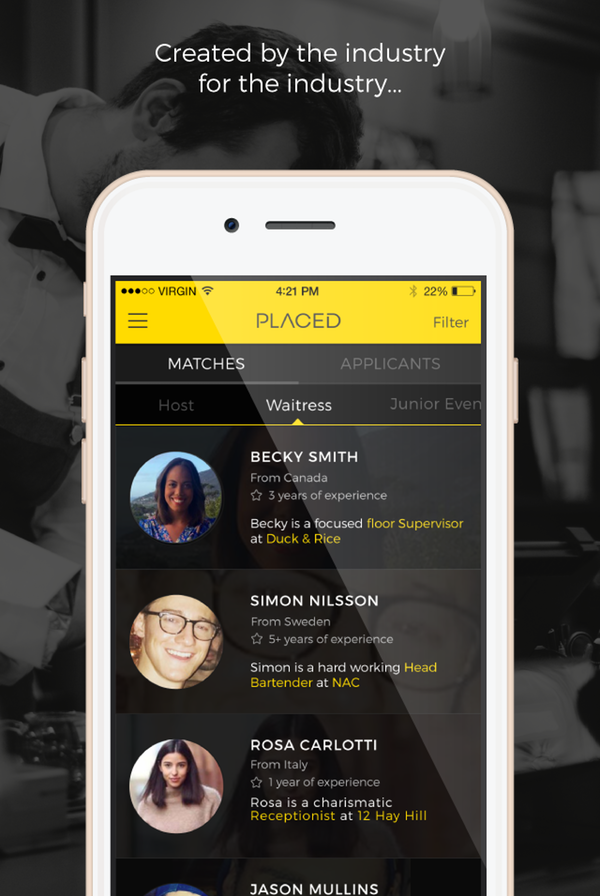 Created by the industry
for the industry...
VIRGIN 4:21 PM 22%
PLACED Filter
MATCHES APPLICANTS
Host Waitress Junior Even
BECKY SMITH
From Canada
3 years of experience
Becky is a focused floor Supervisor
at Duck & Rice
SIMON NILSSON
From Sweden
5+ years of experience
Simon is a hard working Head
Bartender at NAC
ROSA CARLOTTI
From Italy
1 year of experience
Rosa is a charismatic
Receptionist at 12 Hay Hill
JASON MULLINS